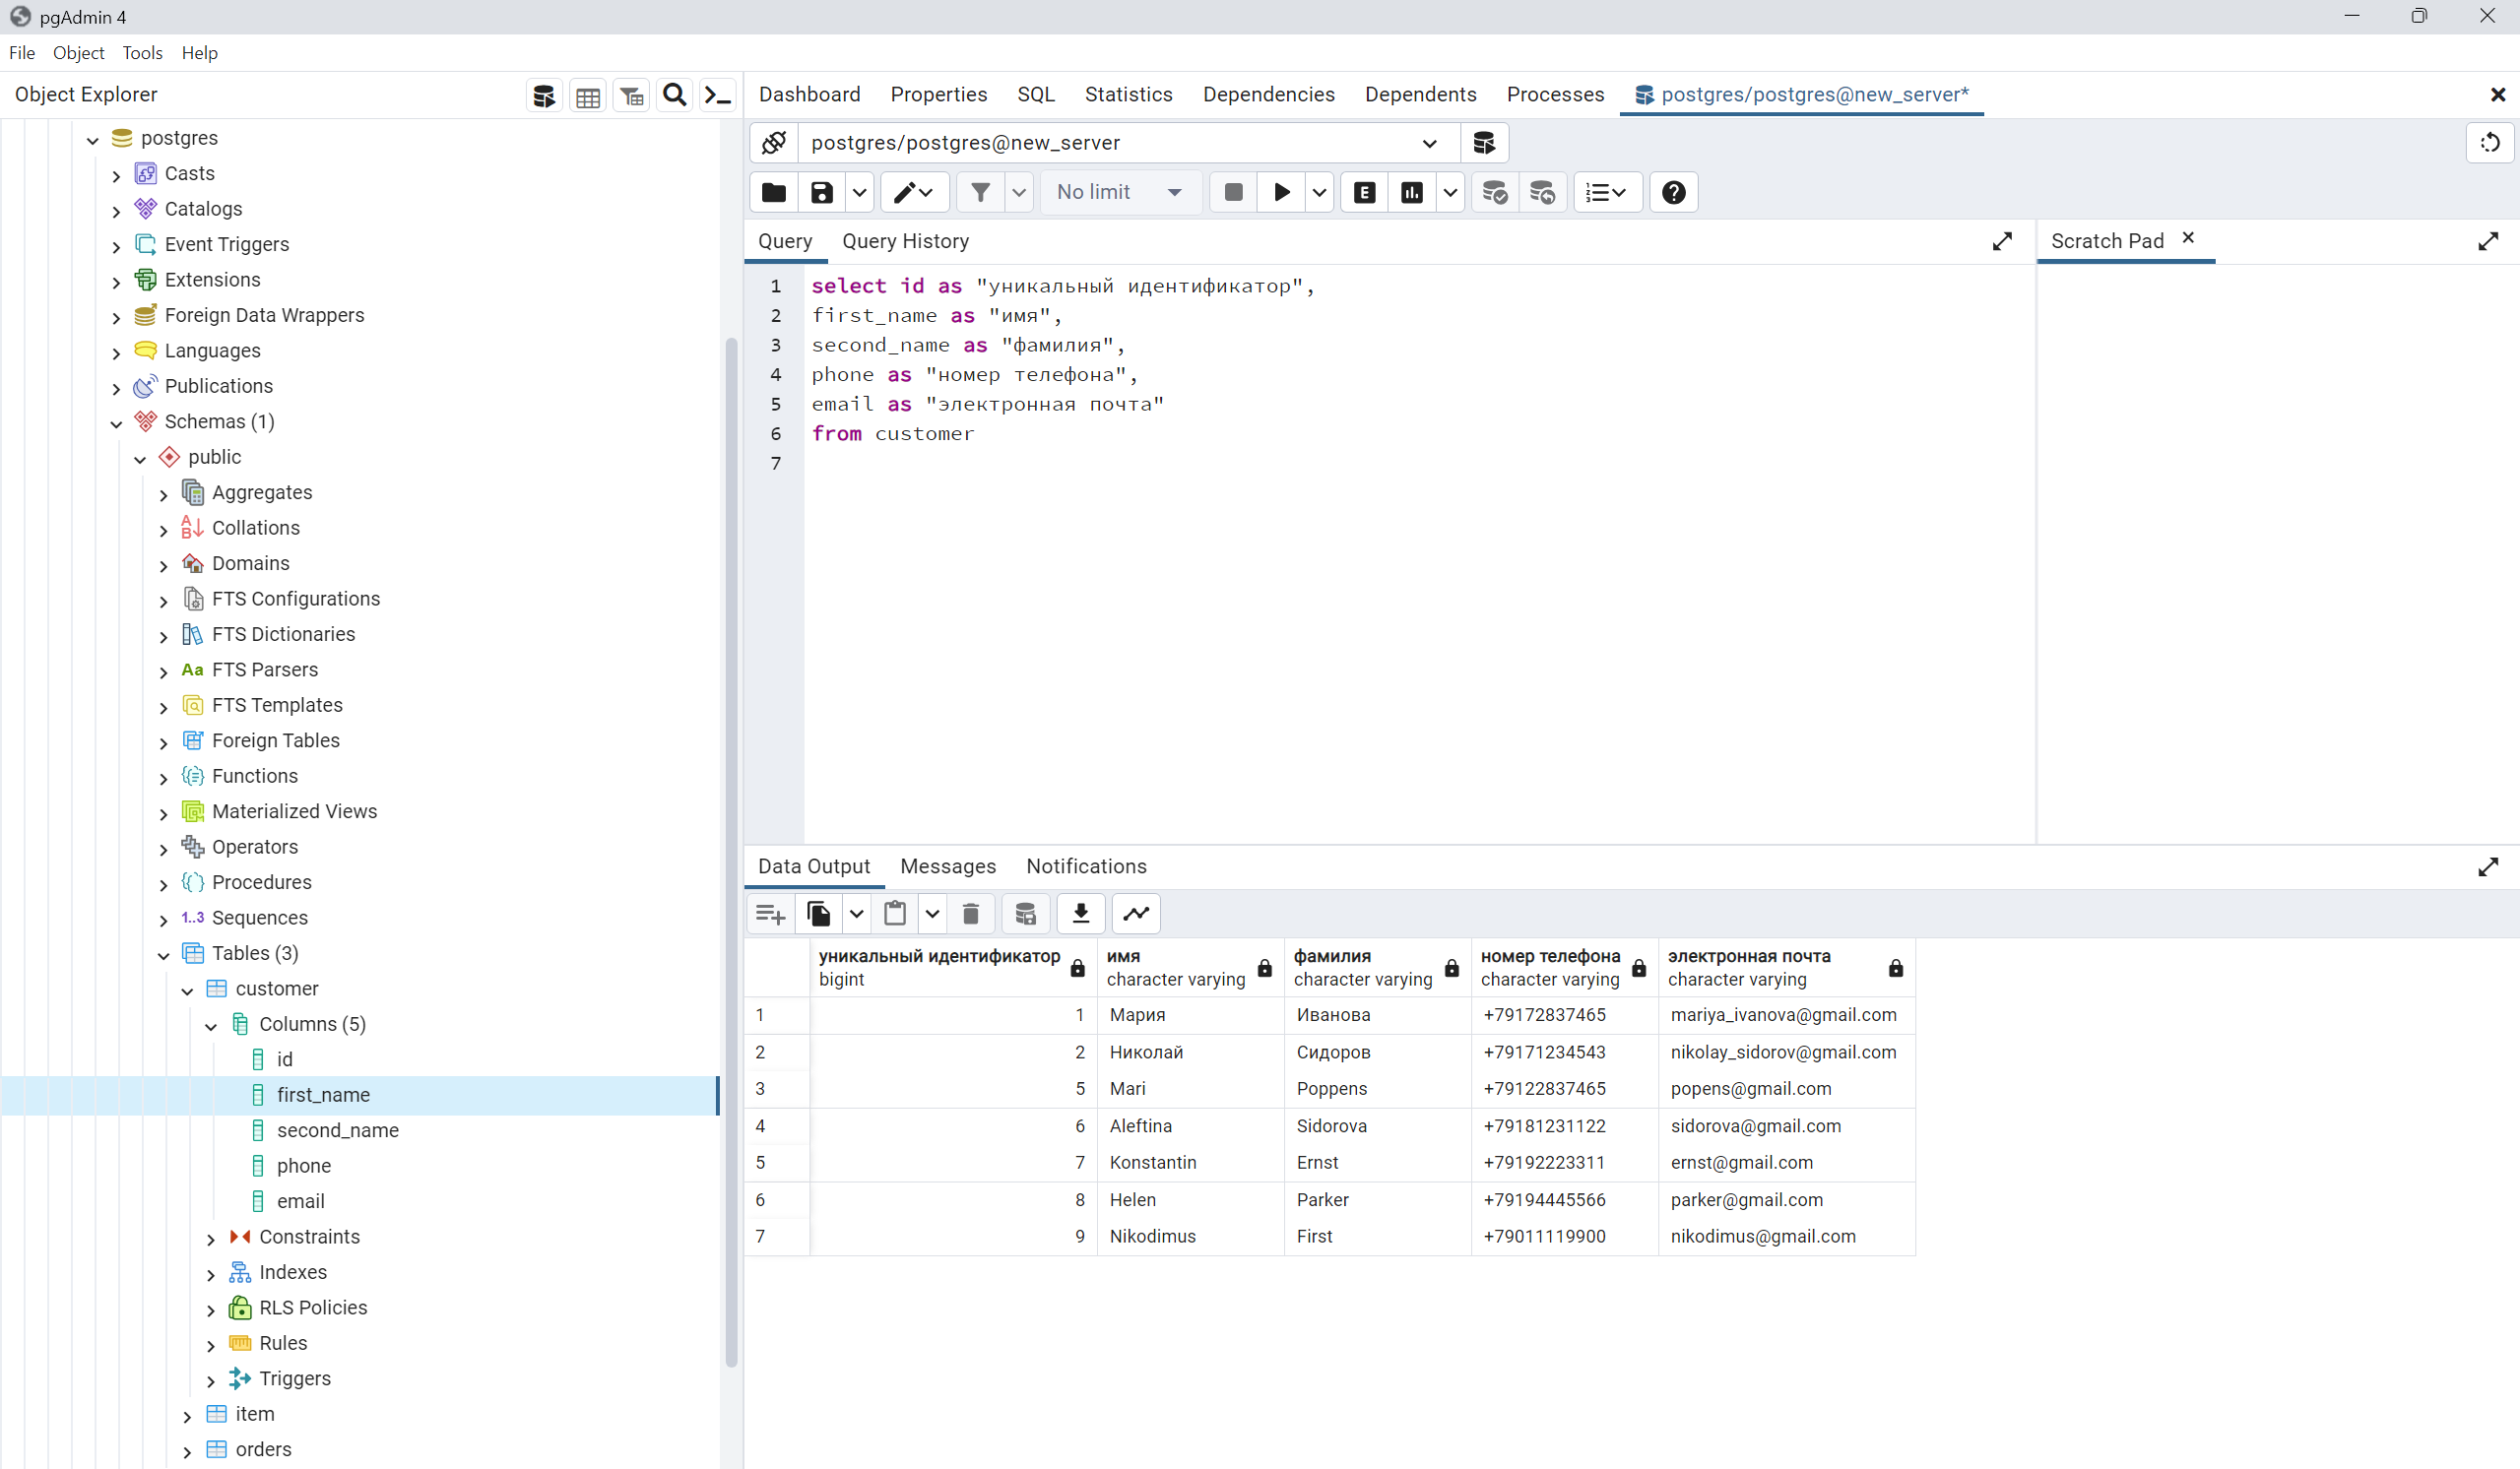 pgAdmin 4
File Object Tools Help
Object Explorer
postgres
Casts
Catalogs
Event Triggers
Extensions
Foreign Data Wrappers
Languages
Publications
Schemas (1)
public
Aggregates
Collations
Domains
FTS Configurations
FTS Dictionaries
Aa FTS Parsers
FTS Templates
Foreign Tables
Functions
Materialized Views
Operators
Procedures
1..3 Sequences
Tables (3)
customer
Columns (5)
id
first_name
second_name
phone
email
Constraints
Indexes
RLS Policies
Rules
Triggers
item
orders
Dashboard Properties SQL Statistics Dependencies Dependents Processes postgres/postgres@new_server*
postgres/postgres@new_server
No limit E
Query Query History
Scratch Pad
1 select id as "уникальный идентификатор",
2 first_name as "имя",
3 second_name as "фамилия",
4 phone as "номер телефона",
5 email as "электронная почта"
6 from customer
7
Data Output Messages Notifications
уникальный идентификатор имя фамилия номер телефона электронная почта
bigint character varying character varying character varying character varying
1 1 Мария Иванова +79172837465 mariya_ivanova@gmail.com
2 2 Николай Сидоров +79171234543 nikolay_sidorov@gmail.com
3 5 Mari Poppens +79122837465 popens@gmail.com
4 6 Aleftina Sidorova +79181231122 sidorova@gmail.com
5 7 Konstantin Ernst +79192223311 ernst@gmail.com
6 8 Helen Parker +79194445566 parker@gmail.com
7 9 Nikodimus First +79011119900 nikodimus@gmail.com